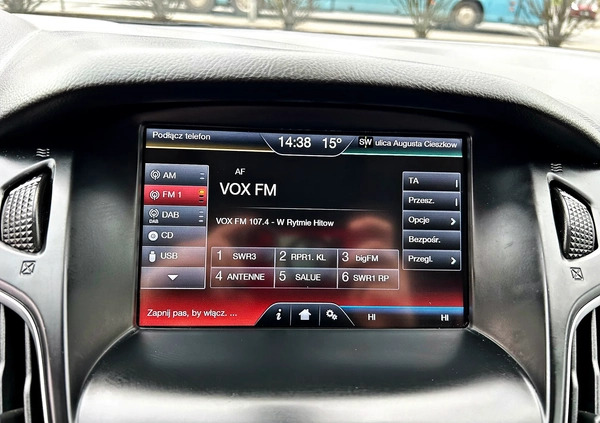 Podłącz telefon
14:38 15°
SW ulica Augusta Cieszkow
AM
FM 1
DAB
DAB
CD
USB
AF
VOX FM
VOX FM 107.4 - W Rytmie Hitow
1 SWR3
2 RPR1. KL
3 bigFM
4 ANTENNE
5 SALUE
6 SWR1 RP
TA
Przesz.
Opcje
Bezpośr.
Przegl.
Zapnij pas, by włącz. ...
i
HI
HI